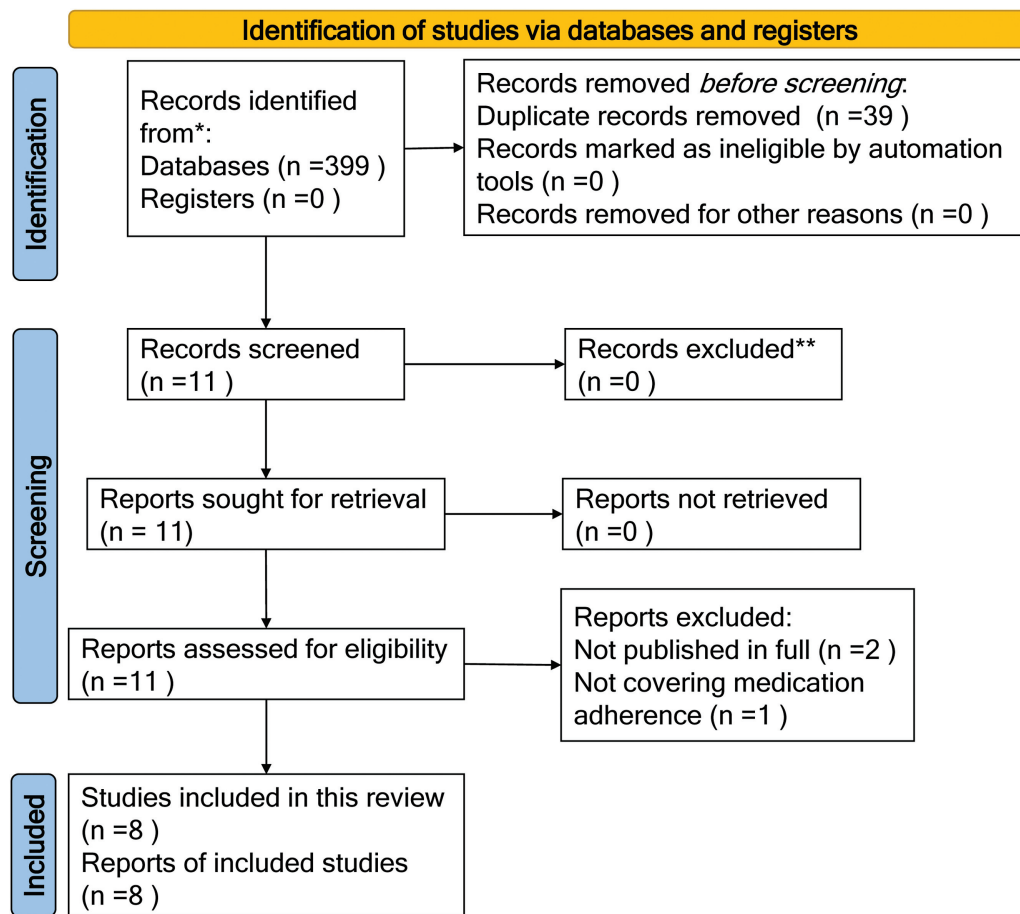 Identification of studies via databases and registers
Identification
Records identified
from*:
Databases (n =399 )
Registers (n =0 )
Records removed before screening:
Duplicate records removed  (n =39 )
Records marked as ineligible by automation
tools (n =0 )
Records removed for other reasons (n =0 )
Screening
Records screened
(n =11 )
Records excluded**
(n =0 )
Reports sought for retrieval
(n = 11)
Reports not retrieved
(n =0 )
Reports assessed for eligibility
(n =11 )
Reports excluded:
Not published in full (n =2 )
Not covering medication
adherence (n =1 )
Included
Studies included in this review
(n =8 )
Reports of included studies
(n =8 )